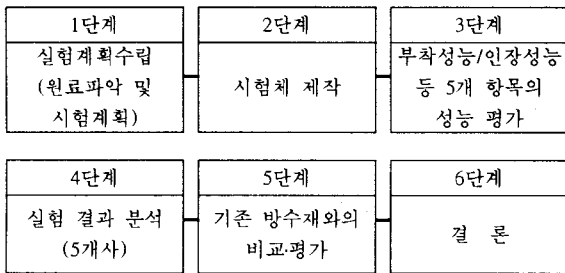 1단계
실험계획수립
(원료파악 및
시험계획)
2단계
시험체 제작
3단계
부착성능/인장성능
등 5개 항목의
성능 평가
4단계
실험 결과 분석
(5개사)
5단계
기존 방수재와의
비교·평가
6단계
결 론